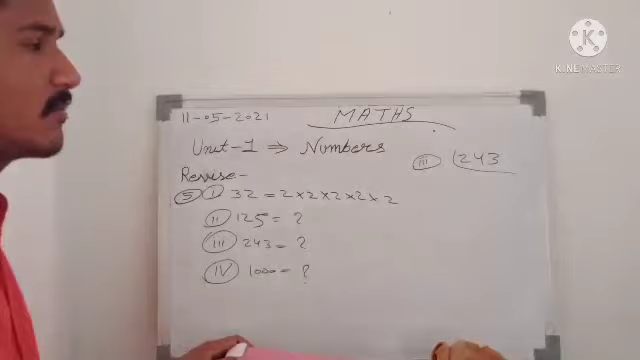 11-05-2021 MATHS
Unit-1 ⇒ Numbers
Revise-
(5) (I) 32 = 2×2×2×2×2
(II) 125 = ?
(III) 243 = ?
(IV) 1000 = ?
(III) 243
K
KINEMASTER